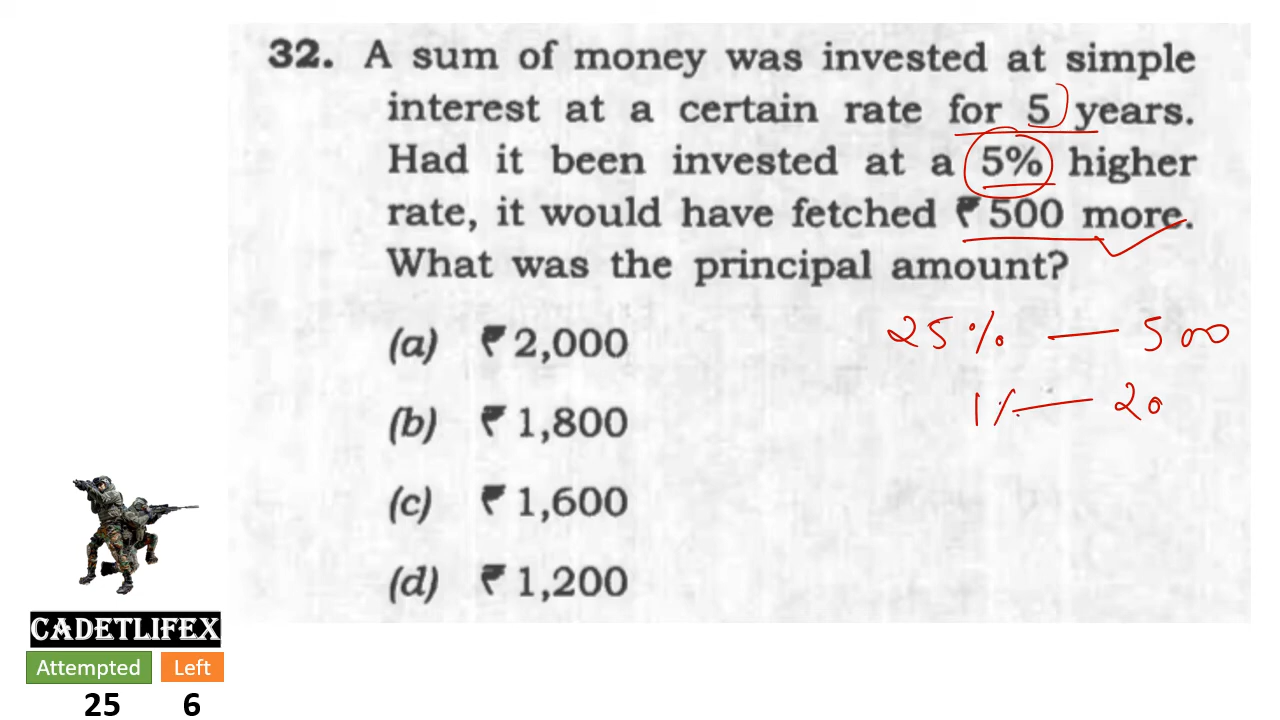 32. A sum of money was invested at simple
interest at a certain rate for 5 years.
Had it been invested at a 5% higher
rate, it would have fetched ₹ 500 more.
What was the principal amount?
(a) ₹ 2,000
(b) ₹ 1,800
(c) ₹ 1,600
(d) ₹ 1,200
25% — 500
1% — 20
CADETLIFEX
Attempted Left
25 6